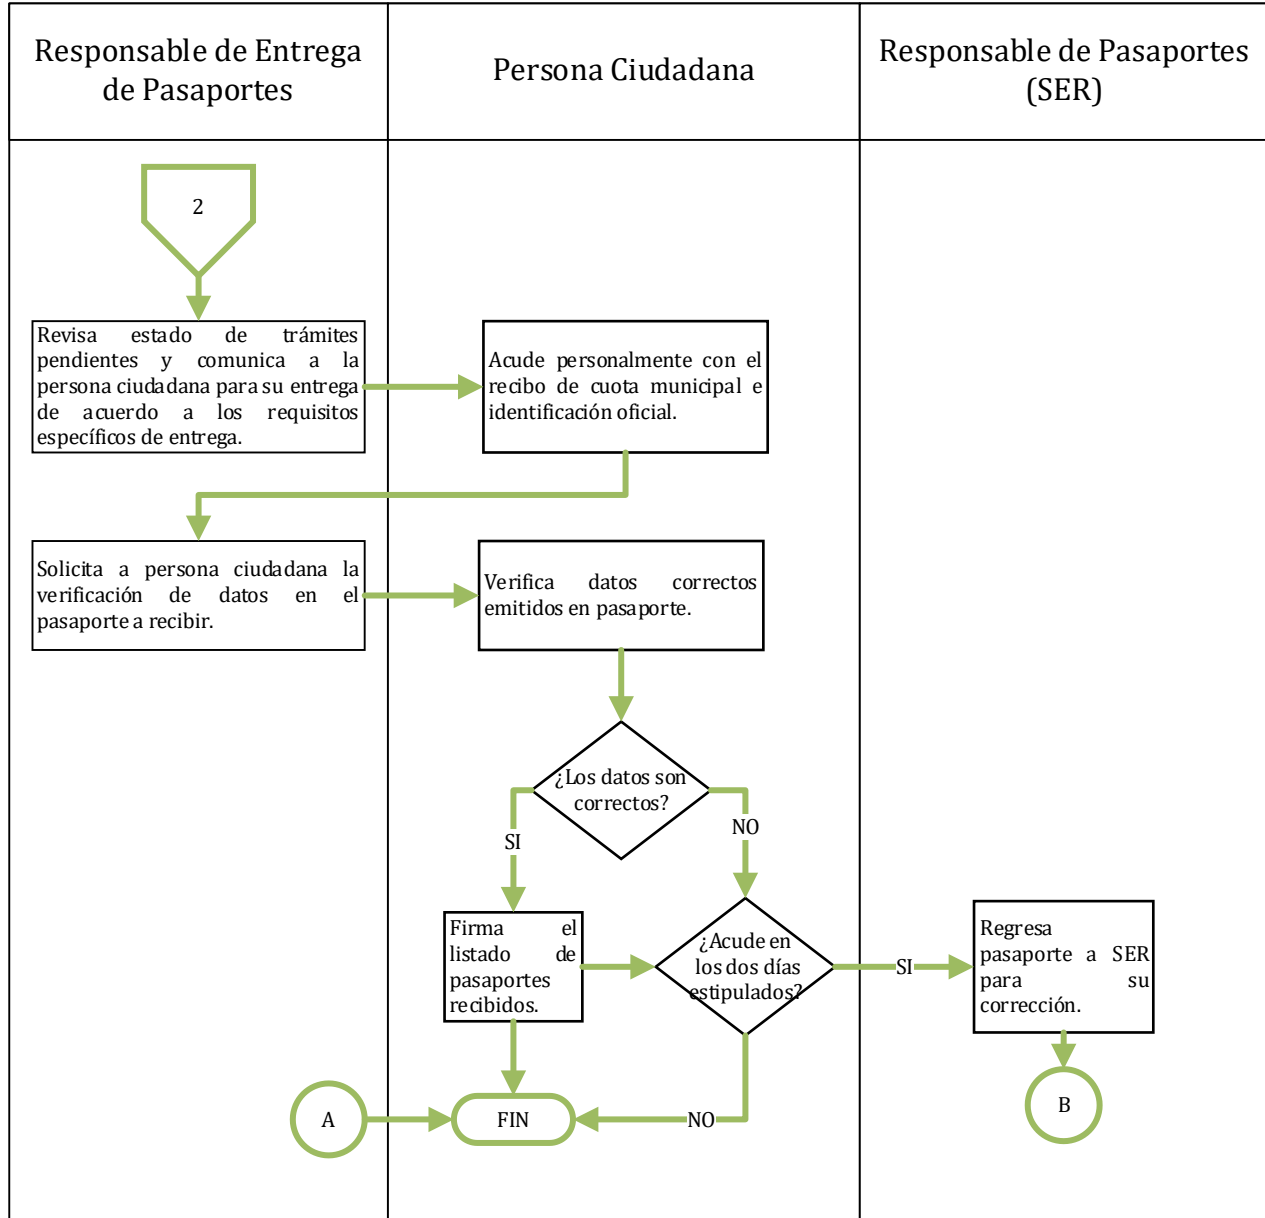 Responsable de Entrega
de Pasaportes
Persona Ciudadana
Responsable de Pasaportes
(SER)
2
Revisa estado de trámites
pendientes y comunica a la
persona ciudadana para su entrega
de acuerdo a los requisitos
específicos de entrega.
Acude personalmente con el
recibo de cuota municipal e
identificación oficial.
Solicita a persona ciudadana la
verificación de datos en el
pasaporte a recibir.
Verifica datos correctos
emitidos en pasaporte.
¿Los datos son
correctos?
SI
NO
Firma el
listado de
pasaportes
recibidos.
¿Acude en
los dos días
estipulados?
SI
Regresa
pasaporte a SER
para su
corrección.
A
FIN
NO
B